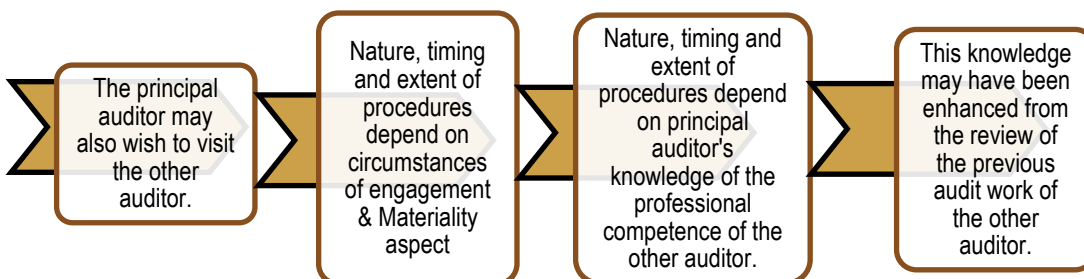 The principal
auditor may
also wish to visit
the other
auditor.
Nature, timing
and extent of
procedures
depend on
circumstances
of engagement
& Materiality
aspect
Nature, timing and
extent of
procedures depend
on principal
auditor's
knowledge of the
professional
competence of the
other auditor.
This knowledge
may have been
enhanced from
the review of
the previous
audit work of
the other
auditor.